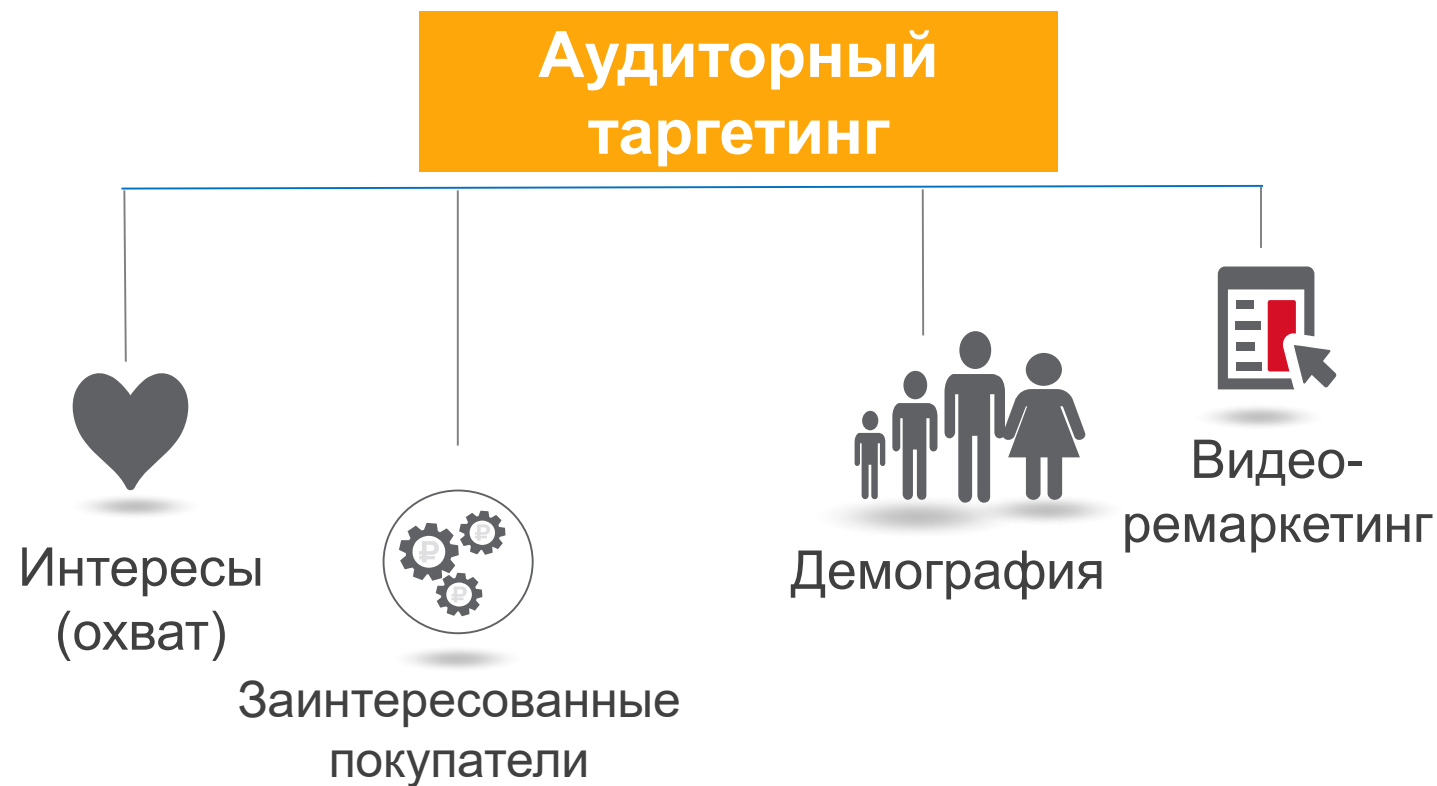 Аудиторный
таргетинг
Интересы
(охват)
Заинтересованные
покупатели
Демография
Видео-
ремаркетинг